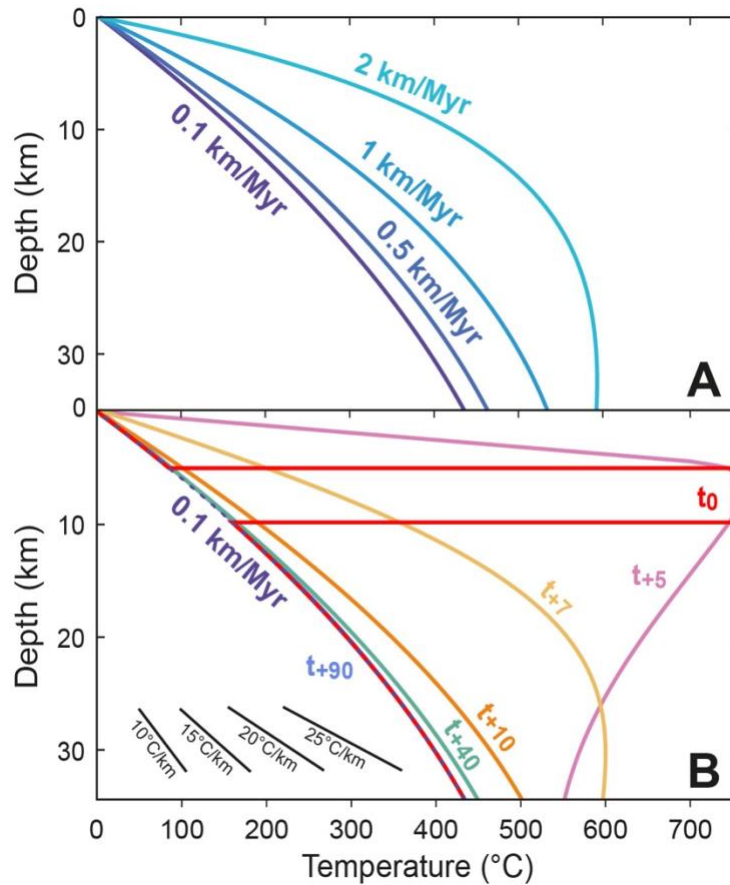 0
2 km/Myr
10
0.1 km/Myr
1 km/Myr
Depth (km)
20
0.5 km/Myr
30
A
0
t0
10
0.1 km/Myr
t+7
t+5
Depth (km)
20
t+90
t+10
10°C/km
15°C/km
20°C/km
25°C/km
t+40
30
B
0 100 200 300 400 500 600 700
Temperature (°C)